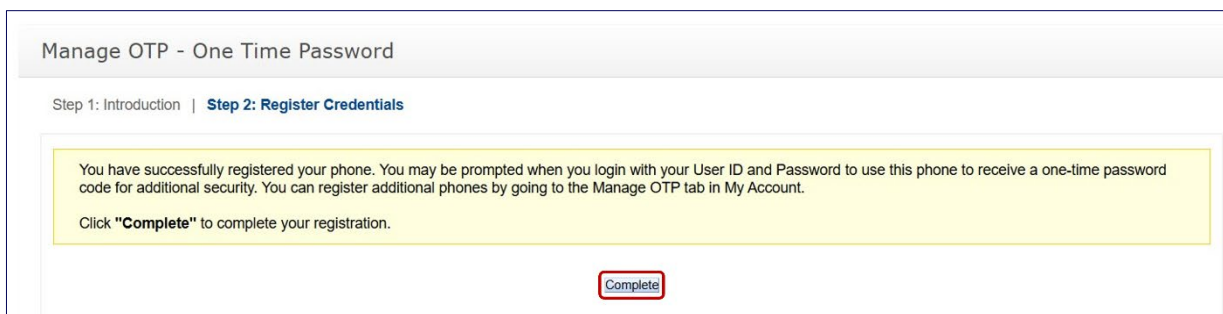 Manage OTP - One Time Password
Step 1: Introduction | Step 2: Register Credentials
You have successfully registered your phone. You may be prompted when you login with your User ID and Password to use this phone to receive a one-time password
code for additional security. You can register additional phones by going to the Manage OTP tab in My Account.
Click "Complete" to complete your registration.
Complete